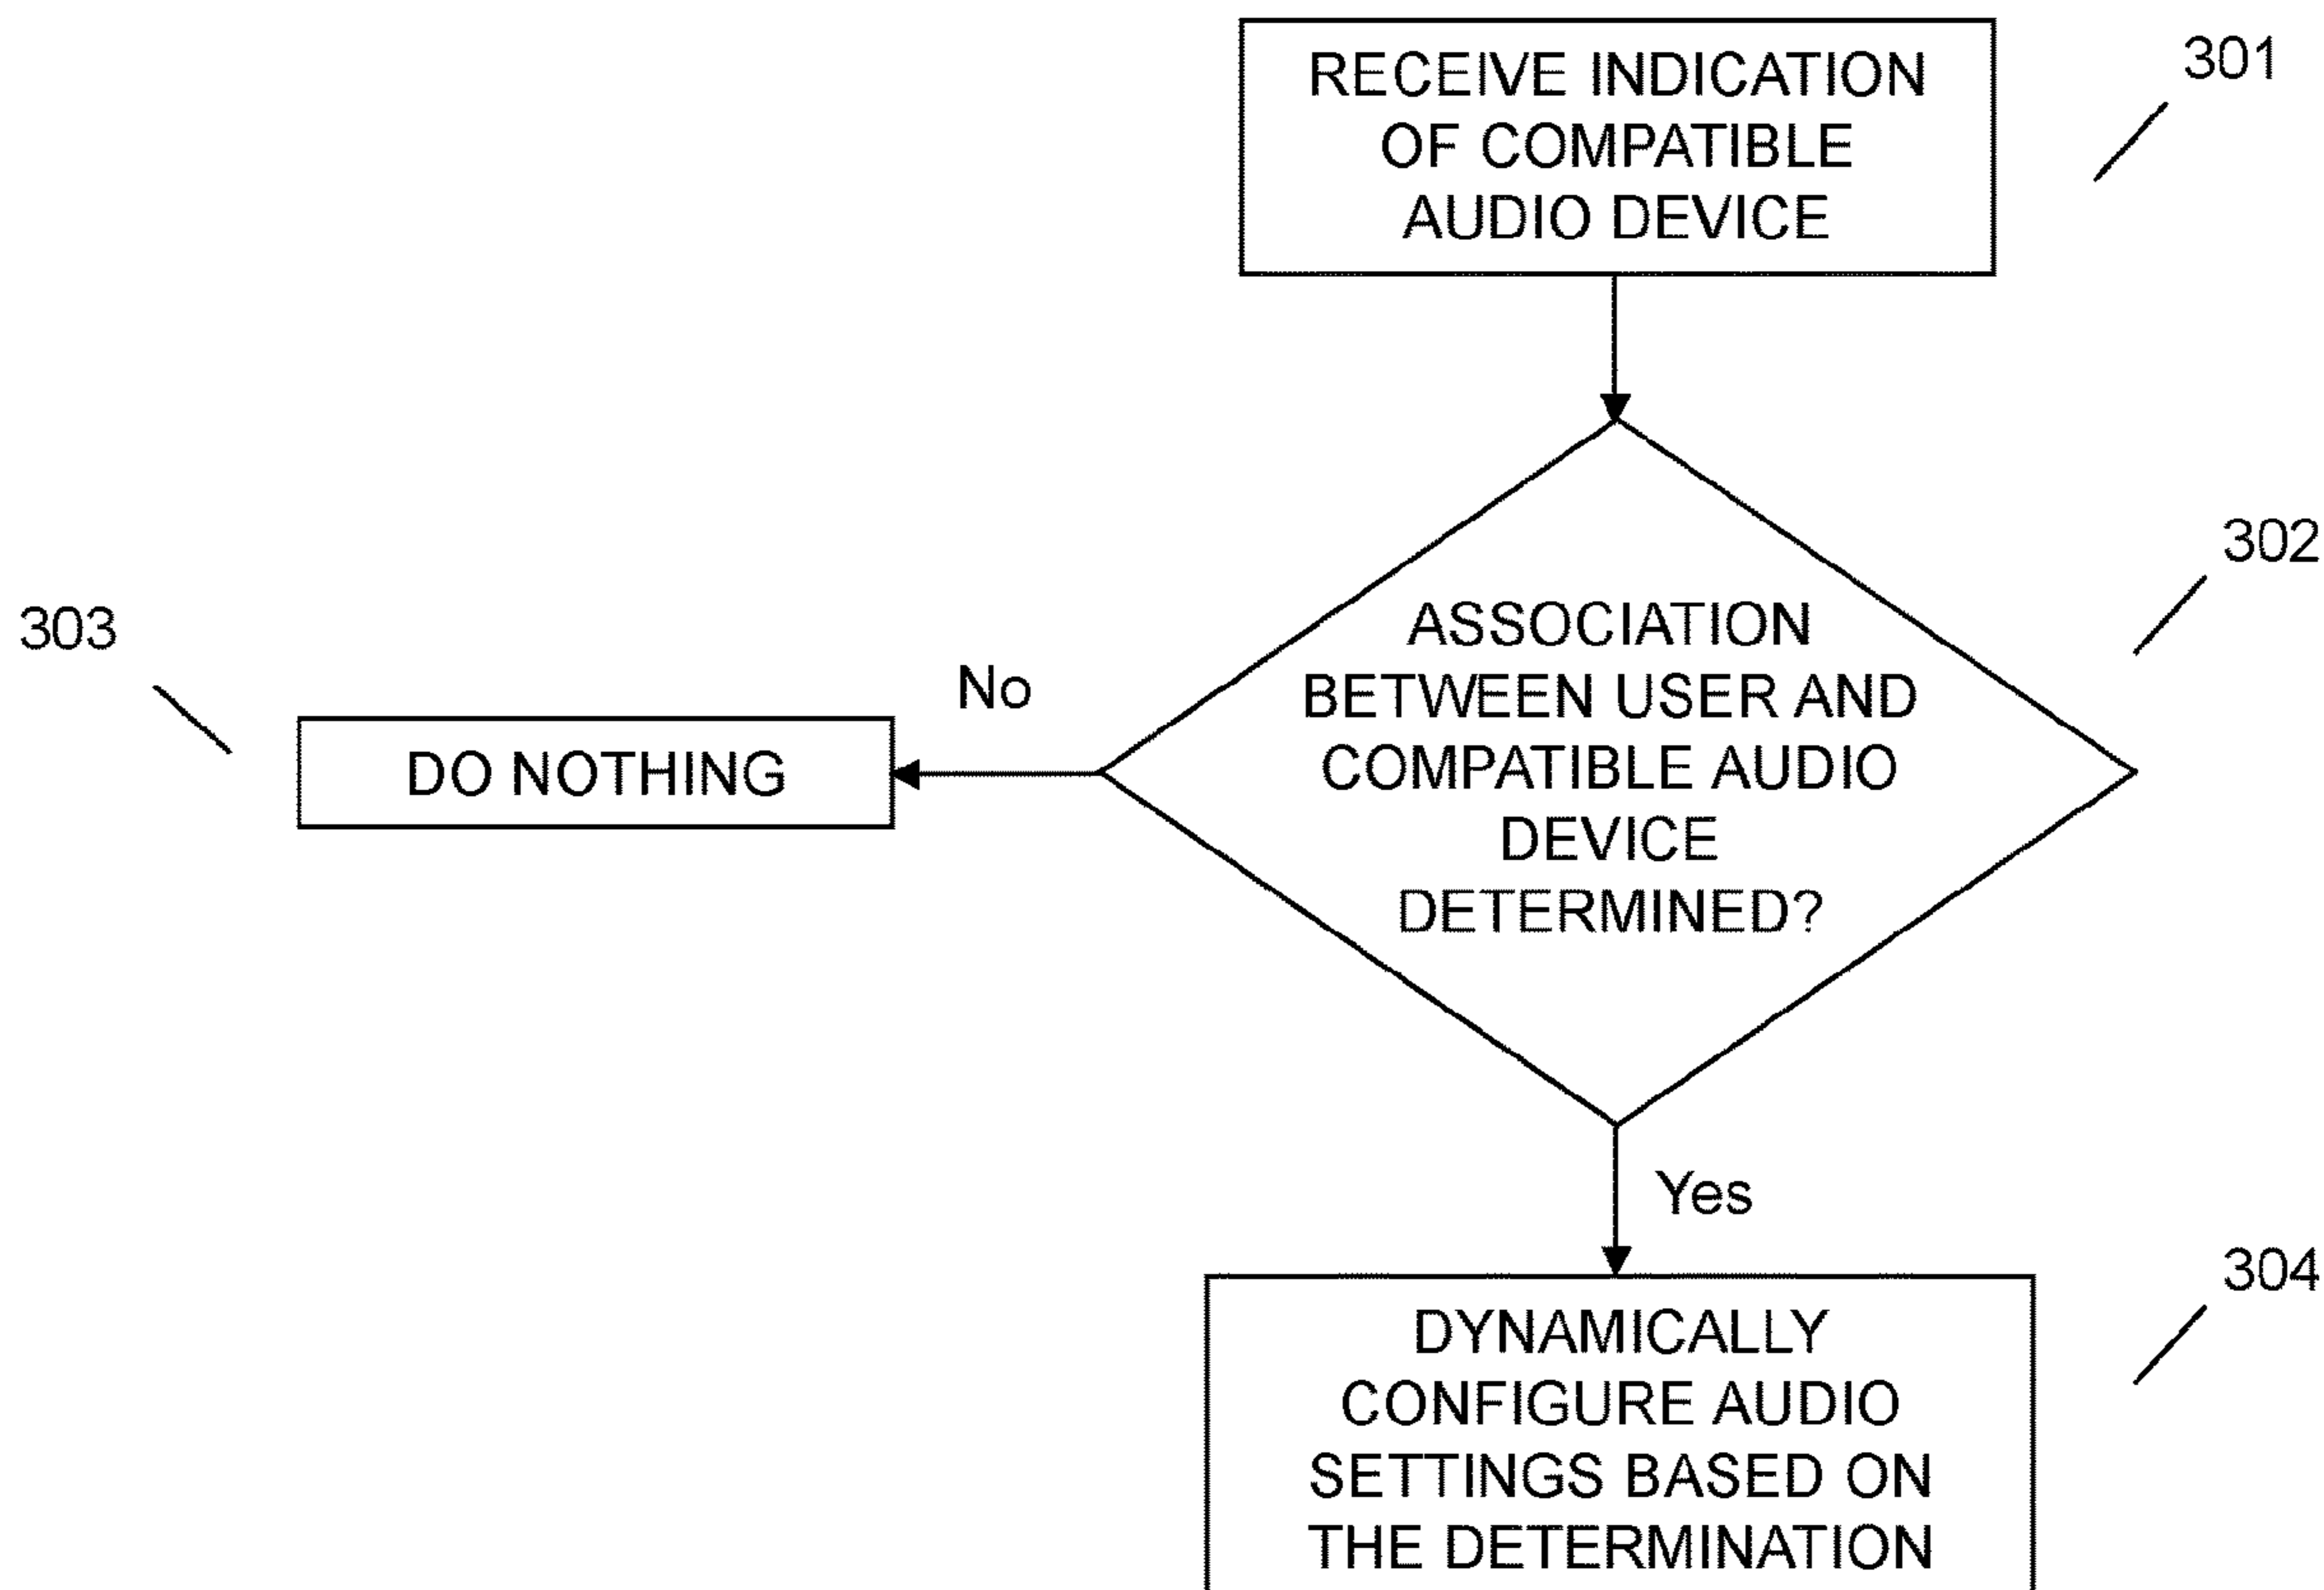 RECEIVE INDICATION
OF COMPATIBLE
AUDIO DEVICE
301
ASSOCIATION
BETWEEN USER AND
COMPATIBLE AUDIO
DEVICE
DETERMINED?
302
No
303
DO NOTHING
Yes
DYNAMICALLY
CONFIGURE AUDIO
SETTINGS BASED ON
THE DETERMINATION
304